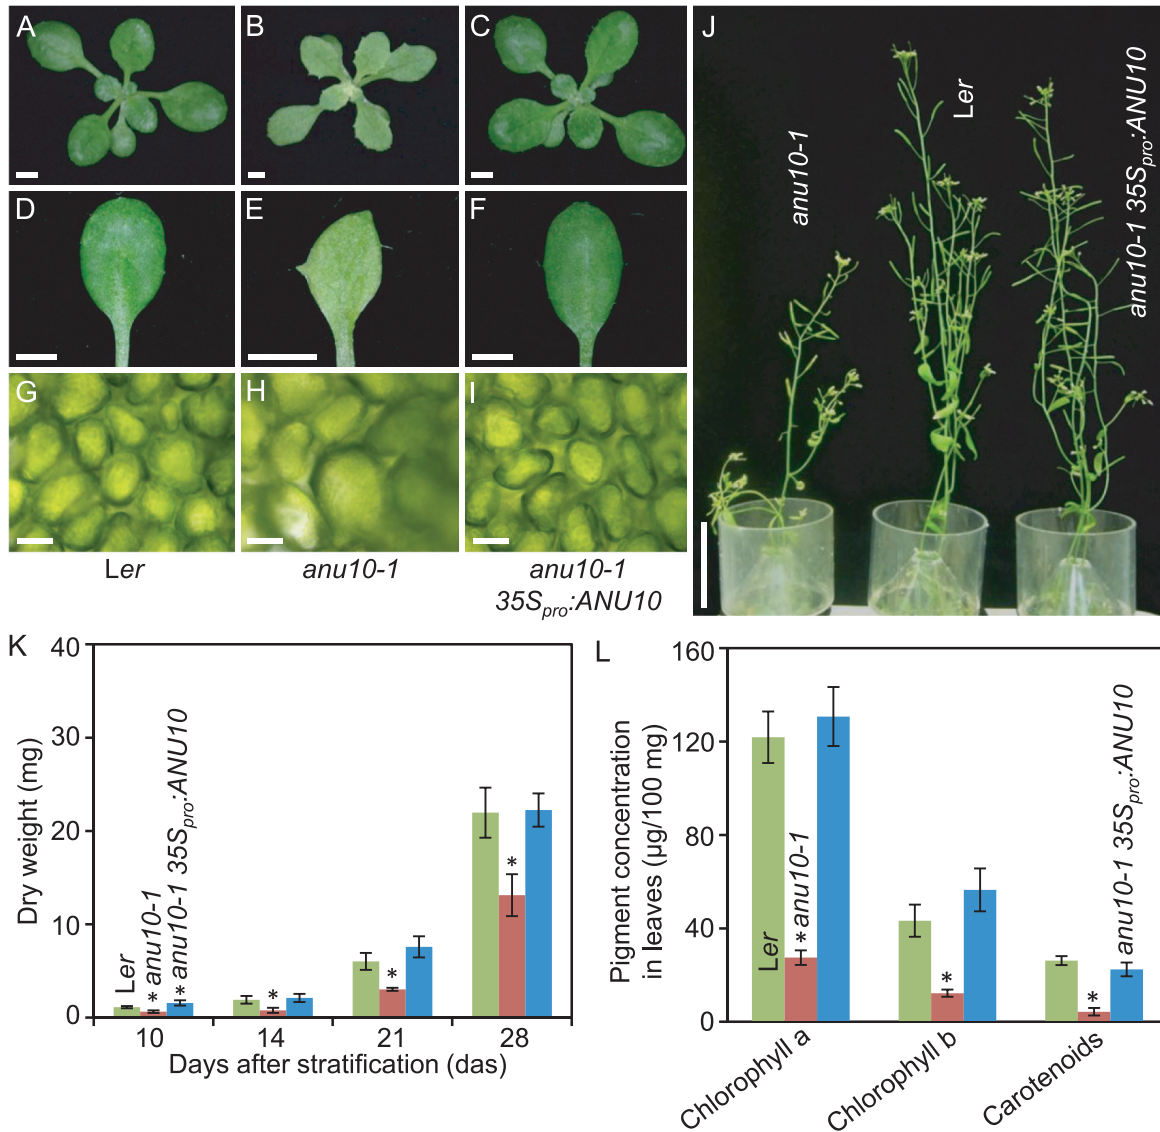 A
B
C
D
E
F
G
H
I
Ler
anu10-1
anu10-1
35Spro:ANU10
J
anu10-1
Ler
anu10-1 35Spro:ANU10
K
Dry weight (mg)
40
30
20
10
0
Ler
* anu10-1
* anu10-1 35Spro:ANU10
*
*
*
10
14
21
28
Days after stratification (das)
L
Pigment concentration
in leaves (µg/100 mg)
160
120
80
40
0
Ler
* anu10-1
*
*
anu10-1 35Spro:ANU10
Chlorophyll a
Chlorophyll b
Carotenoids